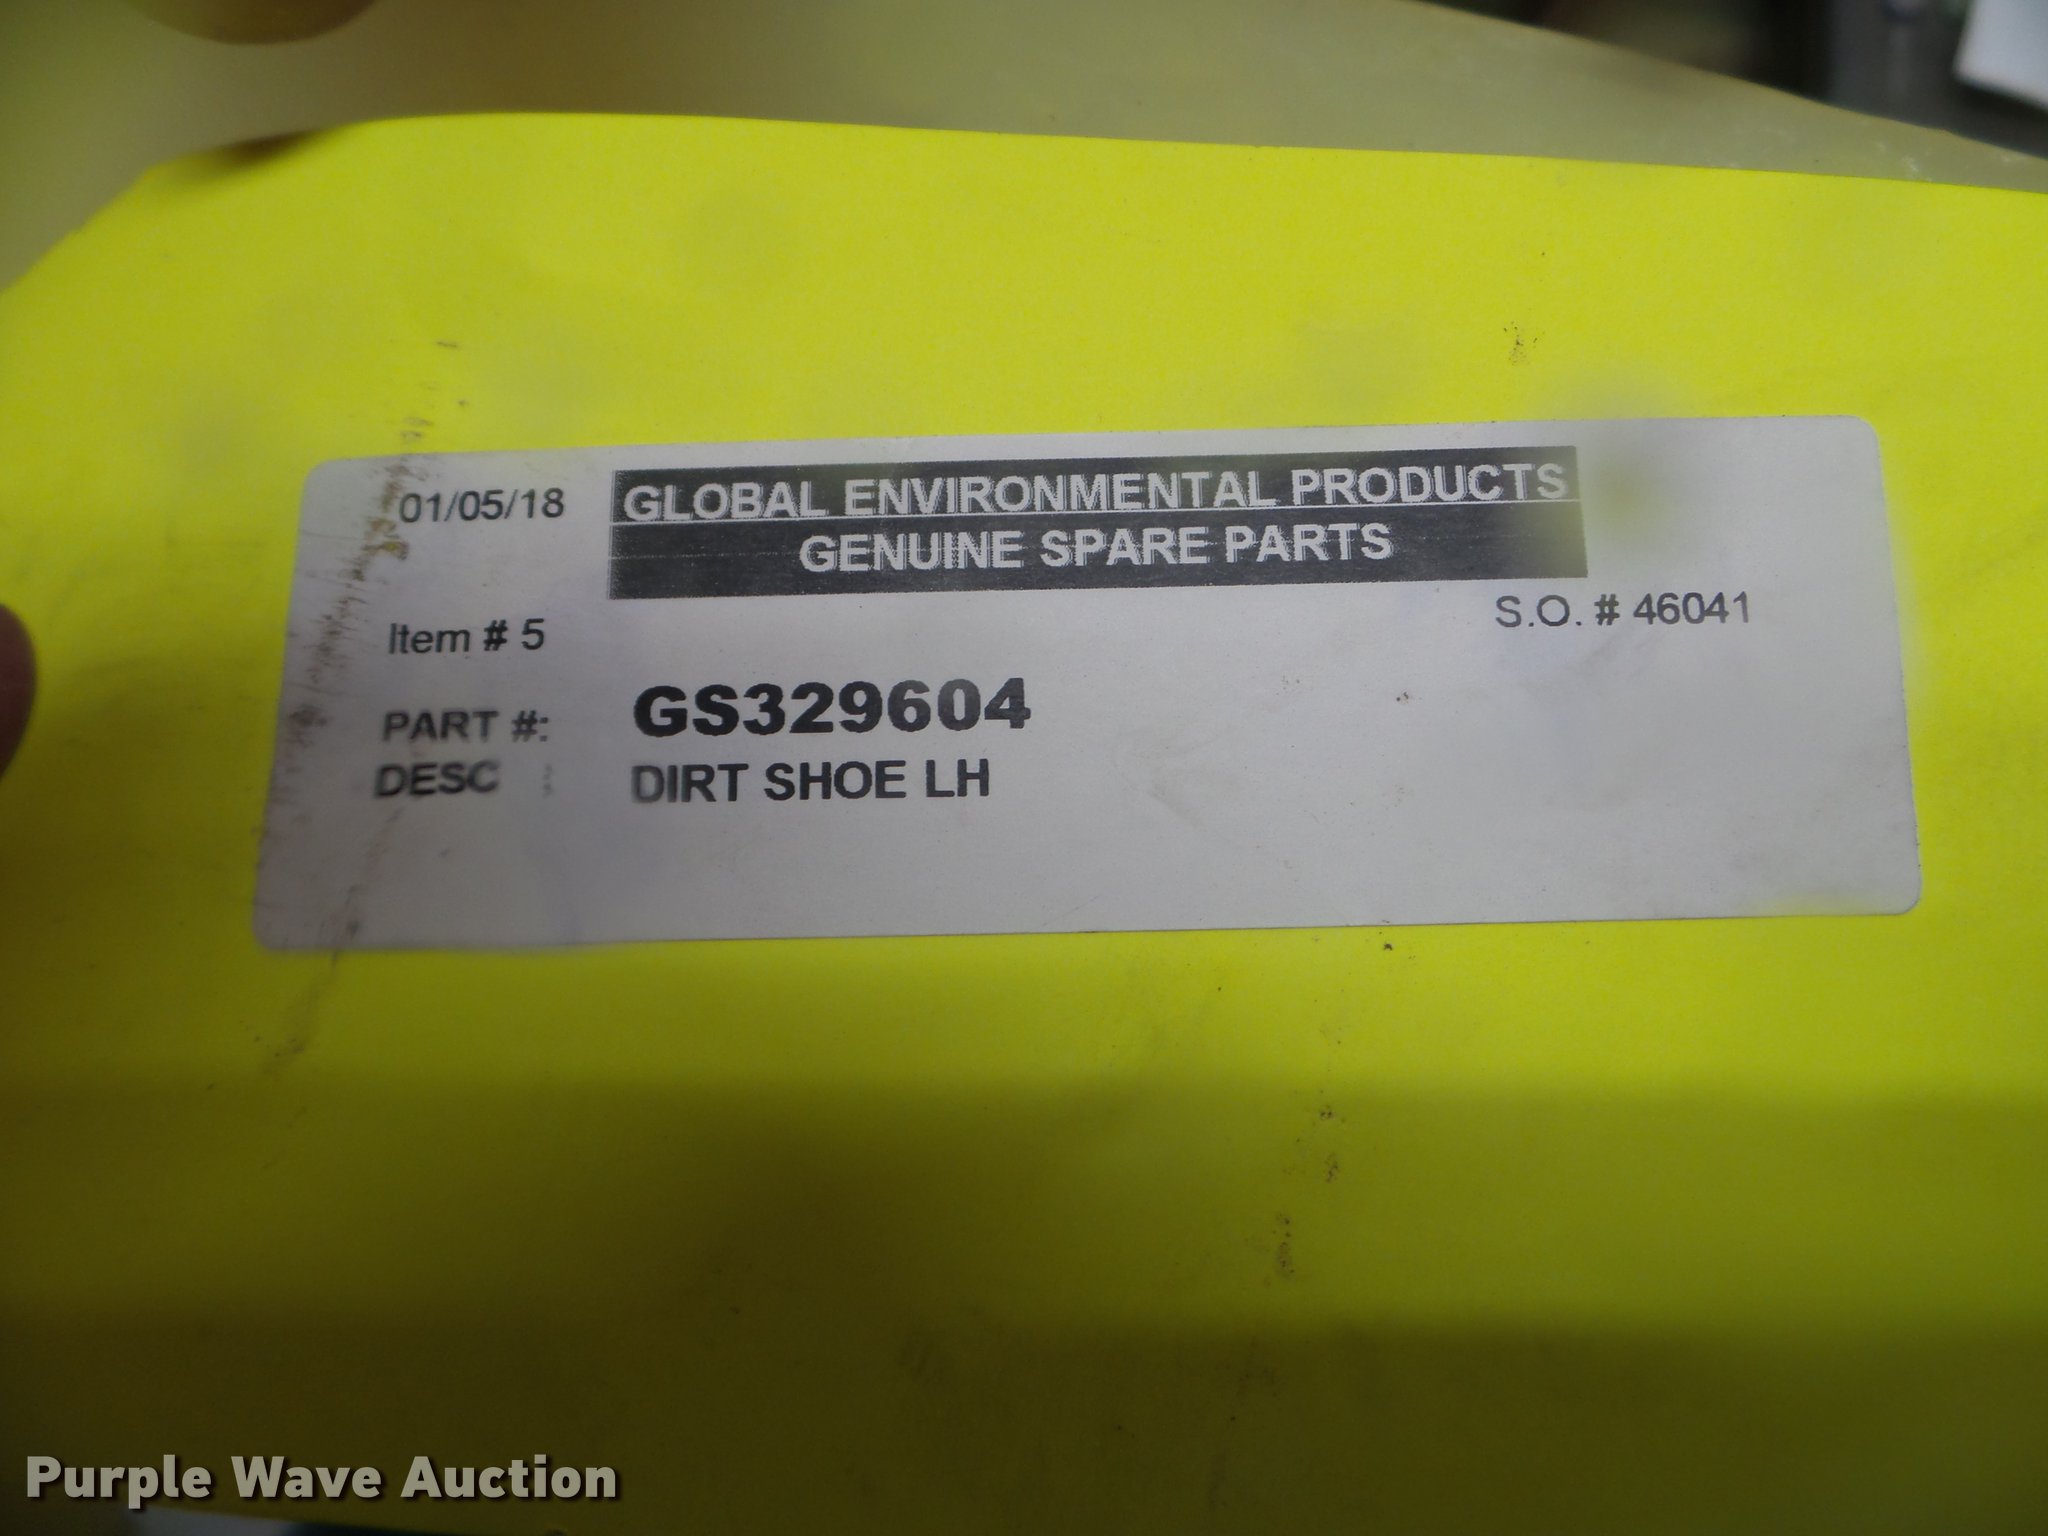 01/05/18
GLOBAL ENVIRONMENTAL PRODUCTS
GENUINE SPARE PARTS
S.O. # 46041
Item # 5
PART #: GS329604
DESC : DIRT SHOE LH
Purple Wave Auction